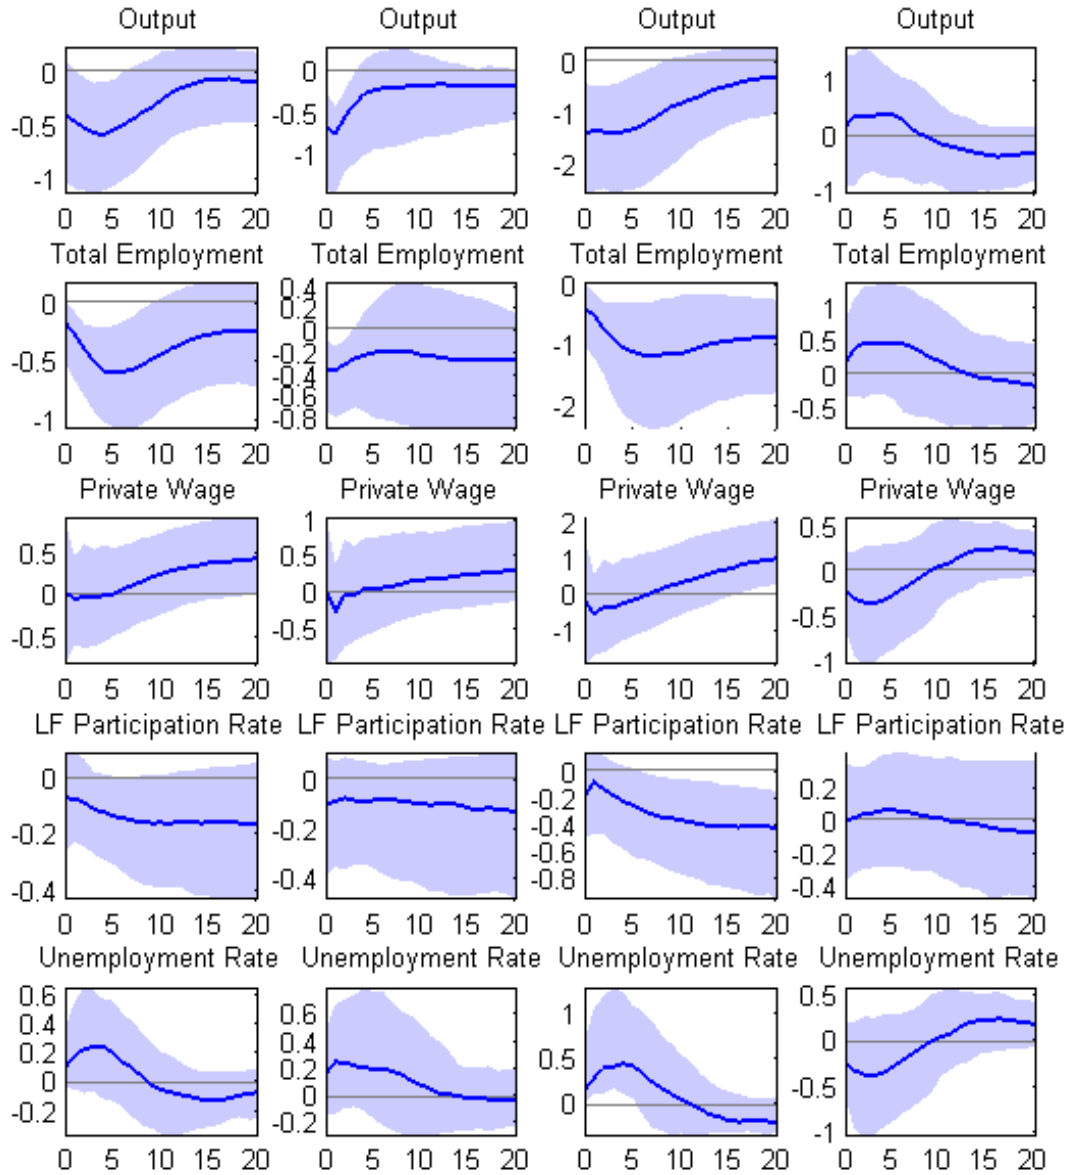 Output Output Output Output
0 -0.5 -1
0 -0.5 -1
0 -1 -2
1 0 -1
0 5 10 15 20 0 5 10 15 20 0 5 10 15 20 0 5 10 15 20
Total Employment Total Employment Total Employment Total Employment
0 -0.5 -1
0.4 0.2 0 -0.2 -0.4 -0.6 -0.8
0 -1 -2
1 0.5 0 -0.5
0 5 10 15 20 0 5 10 15 20 0 5 10 15 20 0 5 10 15 20
Private Wage Private Wage Private Wage Private Wage
0.5 0 -0.5
1 0.5 0 -0.5
2 1 0 -1
0.5 0 -0.5 -1
0 5 10 15 20 0 5 10 15 20 0 5 10 15 20 0 5 10 15 20
LF Participation Rate LF Participation Rate LF Participation Rate LF Participation Rate
0 -0.2 -0.4
0 -0.2 -0.4
0 -0.2 -0.4 -0.6 -0.8
0.2 0 -0.2 -0.4
0 5 10 15 20 0 5 10 15 20 0 5 10 15 20 0 5 10 15 20
Unemployment Rate Unemployment Rate Unemployment Rate Unemployment Rate
0.6 0.4 0.2 0 -0.2
0.6 0.4 0.2 0 -0.2
1 0.5 0
0.5 0 -0.5 -1
0 5 10 15 20 0 5 10 15 20 0 5 10 15 20 0 5 10 15 20